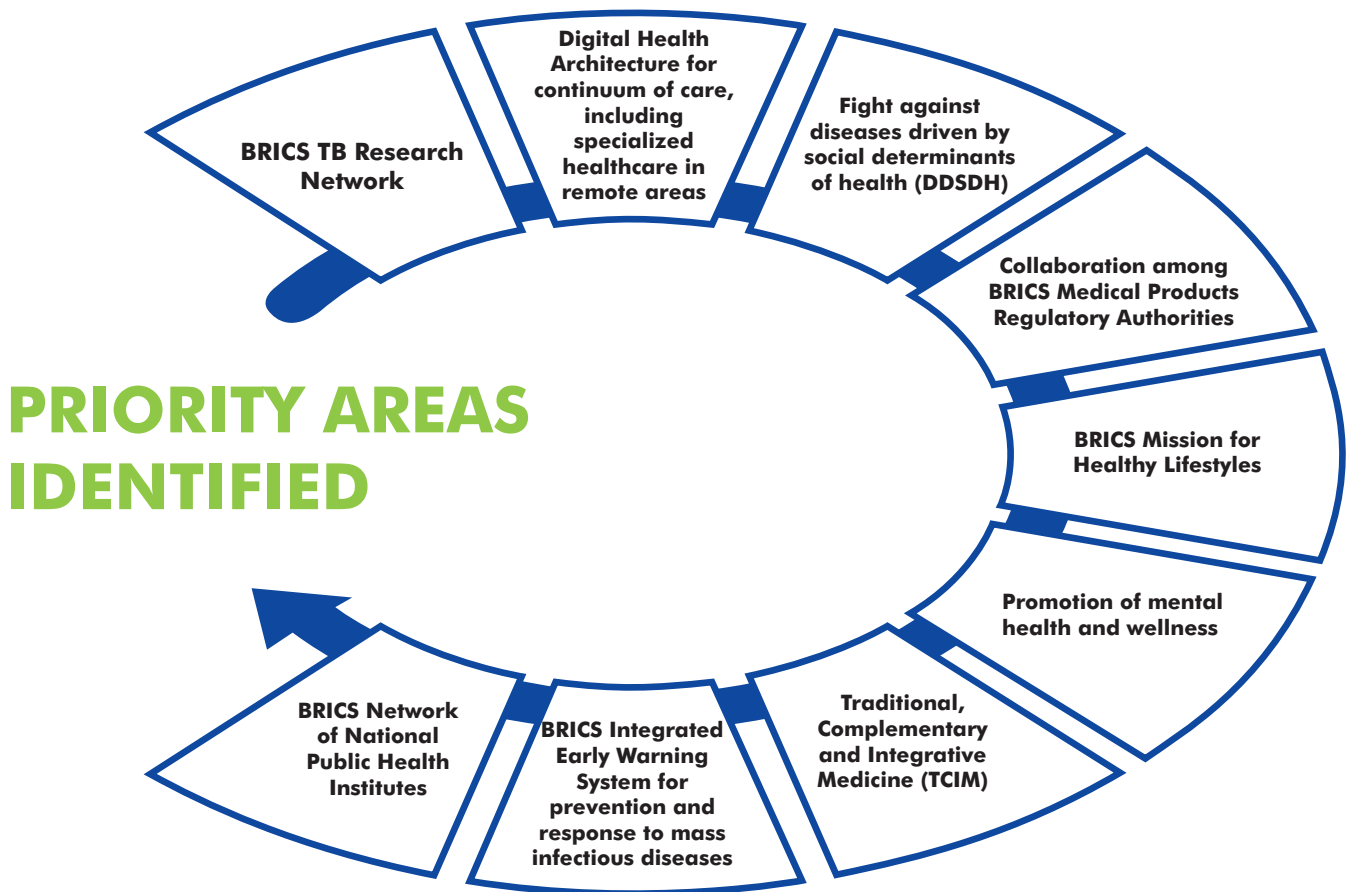 PRIORITY AREAS
IDENTIFIED
BRICS TB Research
Network
Digital Health
Architecture for
continuum of care,
including
specialized
healthcare in
remote areas
Fight against
diseases driven by
social determinants
of health (DDSDH)
Collaboration among
BRICS Medical Products
Regulatory Authorities
BRICS Mission for
Healthy Lifestyles
Promotion of mental
health and wellness
Traditional,
Complementary
and Integrative
Medicine (TCIM)
BRICS Integrated
Early Warning
System for
prevention and
response to mass
infectious diseases
BRICS Network
of National
Public Health
Institutes